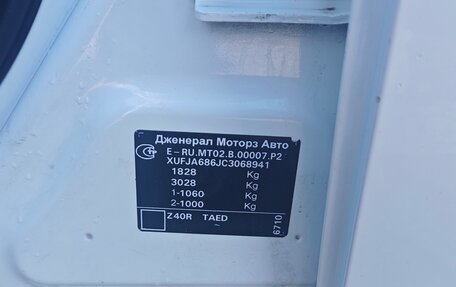 Дженерал Моторз Авто
E-RU.MT02.B.00007.P2
XUFJA686JC3068941
1828 Kg
3028 Kg
1-1060 Kg
2-1000 Kg
Z40R TAED
~
6710